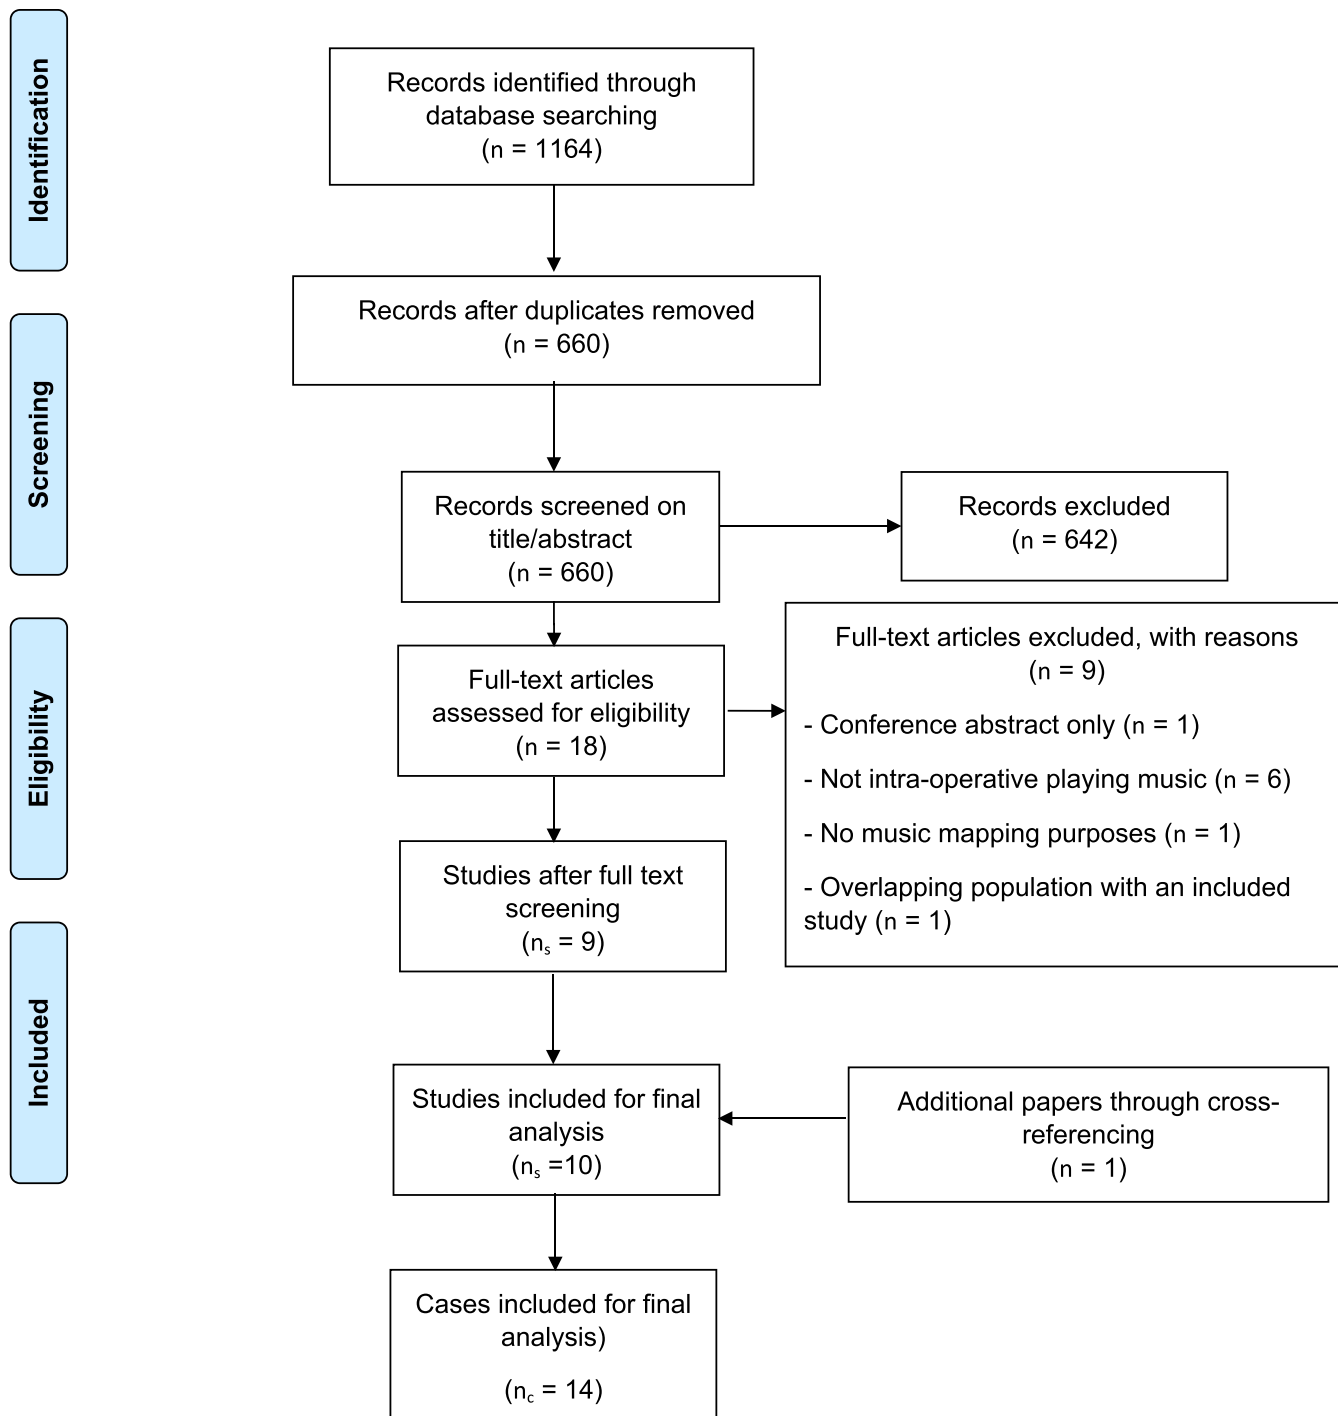 Identification
Records identified through
database searching
(n = 1164)
Records after duplicates removed
(n = 660)
Screening
Records screened on
title/abstract
(n = 660)
Records excluded
(n = 642)
Eligibility
Full-text articles
assessed for eligibility
(n = 18)
Full-text articles excluded, with reasons
(n = 9)
- Conference abstract only (n = 1)
- Not intra-operative playing music (n = 6)
- No music mapping purposes (n = 1)
- Overlapping population with an included
study (n = 1)
Studies after full text
screening
(nₛ = 9)
Included
Studies included for final
analysis
(nₛ =10)
Additional papers through cross-
referencing
(n = 1)
Cases included for final
analysis)
(n꜀ = 14)